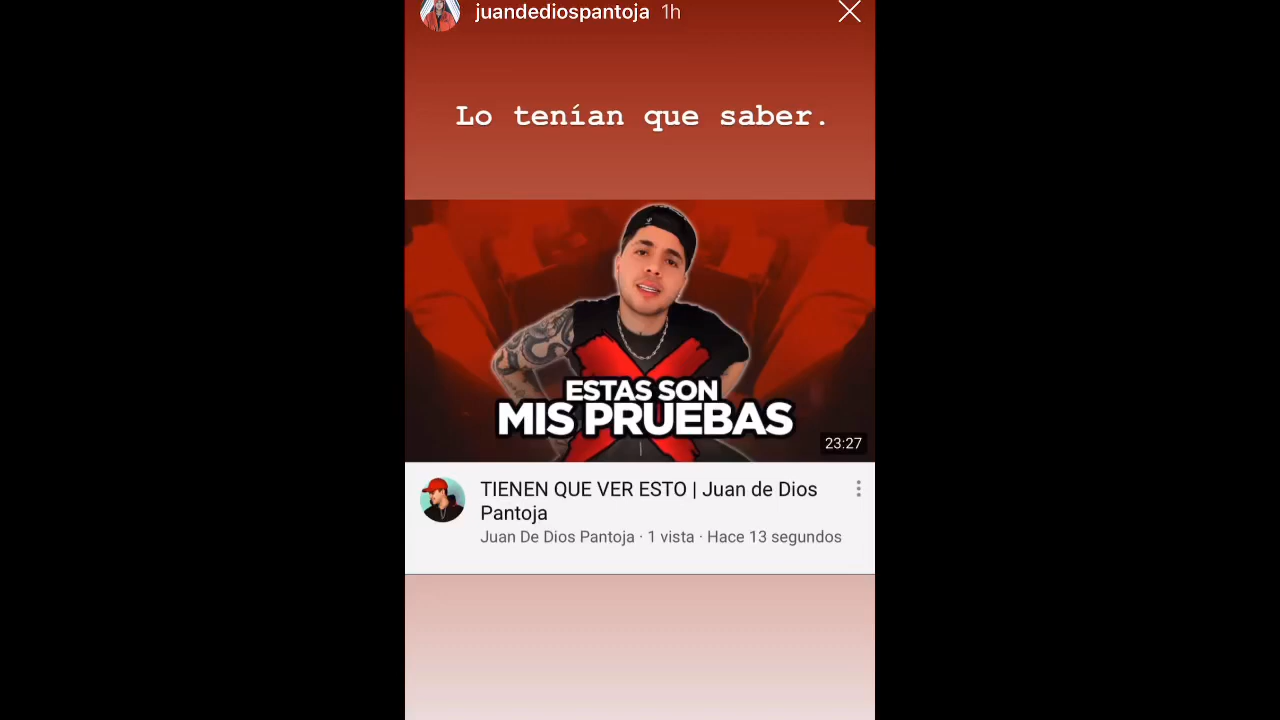 juandediospantoja 1h
Lo tenían que saber.
ESTAS SON
MIS PRUEBAS
23:27
TIENEN QUE VER ESTO | Juan de Dios
Pantoja
Juan De Dios Pantoja · 1 vista · Hace 13 segundos